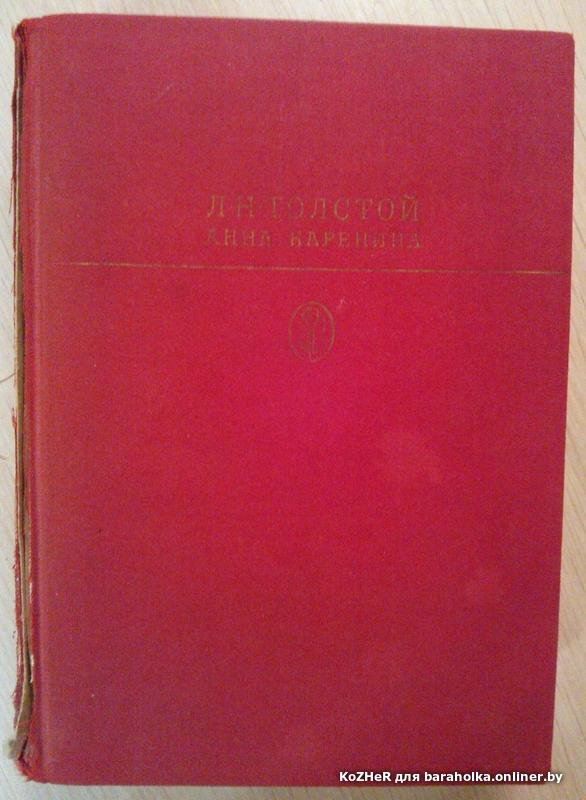 Л·Н·ТОЛСТОЙ
АННА КАРЕНИНА
KoZHeR для baraholka.onliner.by